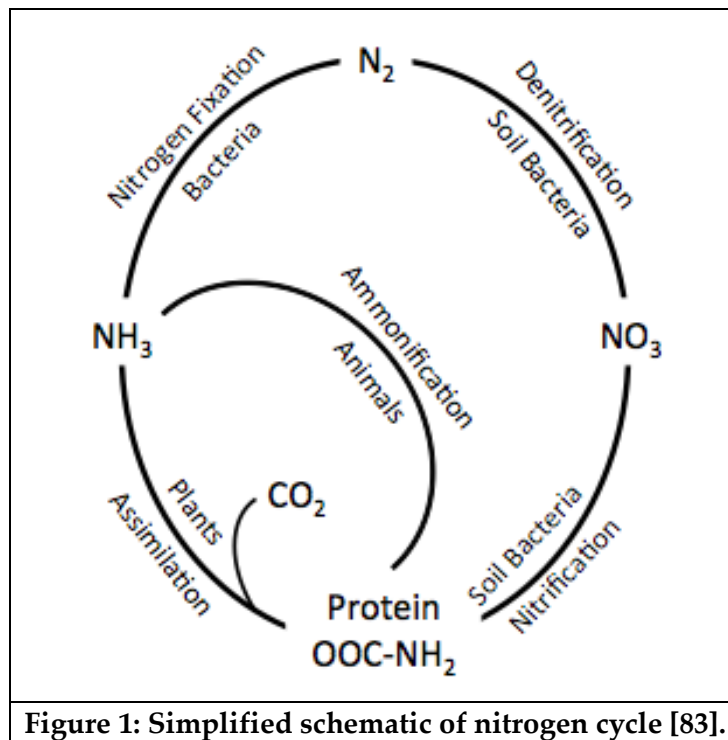 N₂
Nitrogen Fixation
Bacteria
Denitrification
Soil Bacteria
NH₃
Ammonification
Animals
NO₃
Plants
Assimilation
CO₂
Soil Bacteria
Nitrification
Protein
OOC-NH₂
Figure 1: Simplified schematic of nitrogen cycle [83].